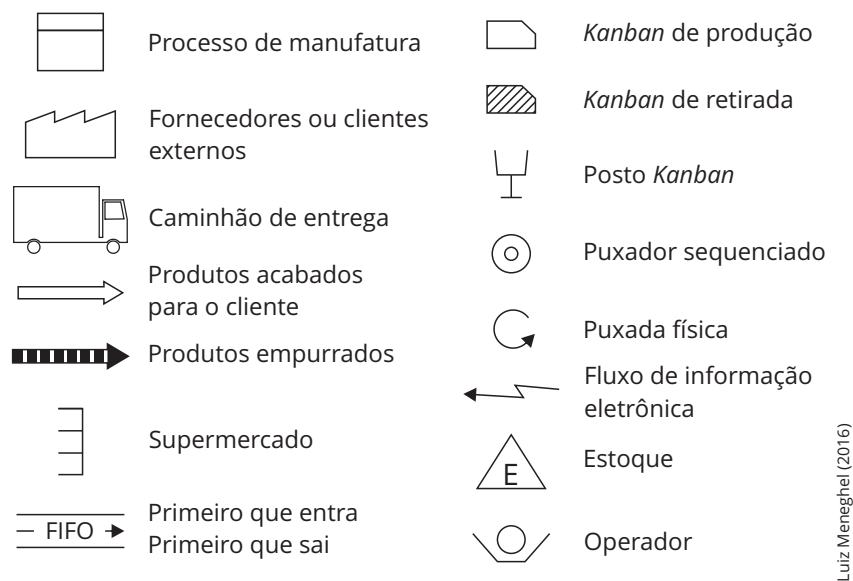 Processo de manufatura
Fornecedores ou clientes
externos
Caminhão de entrega
Produtos acabados
para o cliente
Produtos empurrados
Supermercado
FIFO
Primeiro que entra
Primeiro que sai
Kanban de produção
Kanban de retirada
Posto Kanban
Puxador sequenciado
Puxada física
Fluxo de informação
eletrônica
E
Estoque
Operador
Luiz Meneghel (2016)